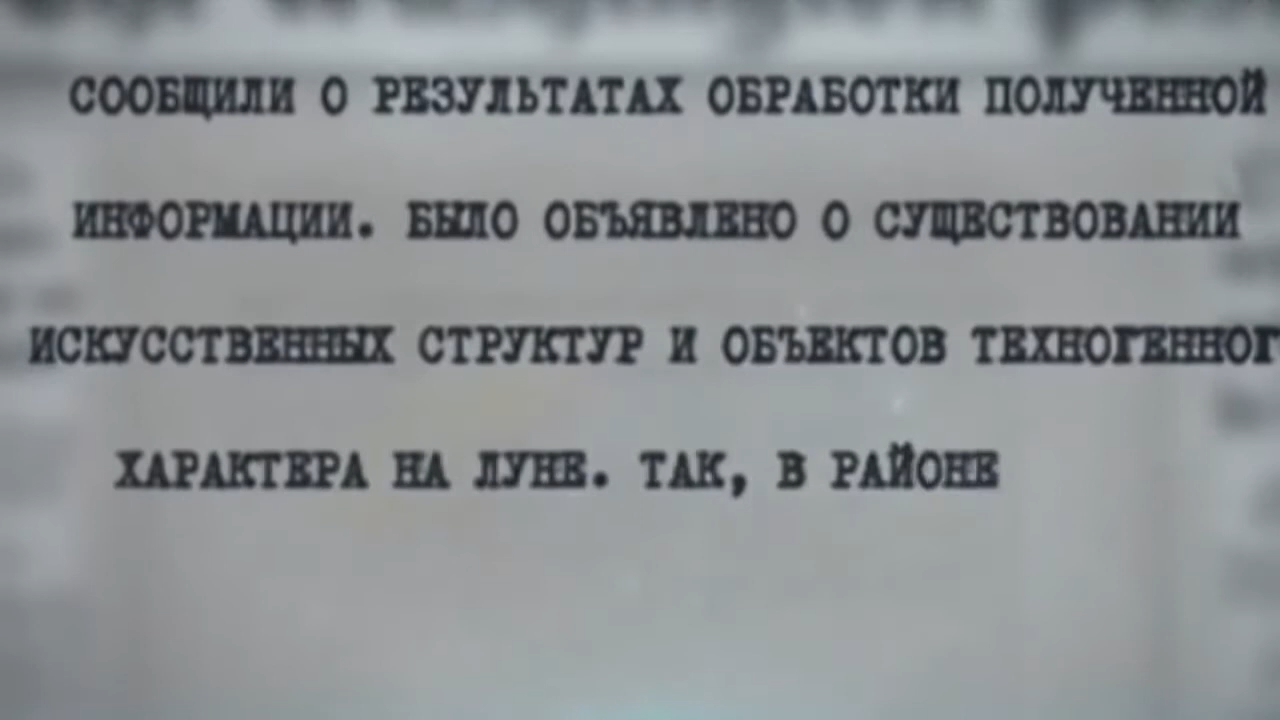 СООБЩИЛИ О РЕЗУЛЬТАТАХ ОБРАБОТКИ ПОЛУЧЕННОЙ
ИНФОРМАЦИИ. БЫЛО ОБЪЯВЛЕНО О СУЩЕСТВОВАНИИ
ИСКУССТВЕННЫХ СТРУКТУР И ОБЪЕКТОВ ТЕХНОГЕННОГ
ХАРАКТЕРА НА ЛУНЕ. ТАК, В РАЙОНЕ